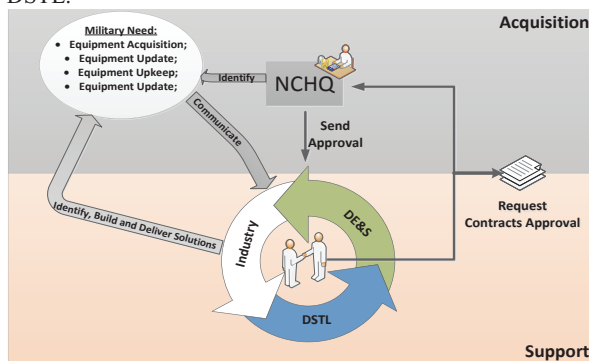 DSTL.
Acquisition
Military Need:
• Equipment Acquisition;
• Equipment Update;
• Equipment Upkeep;
• Equipment Update;
Identify
NCHQ
Communicate
Send
Approval
Request
Contracts Approval
Identify, Build and Deliver Solutions
Industry
DE&S
DSTL
Support